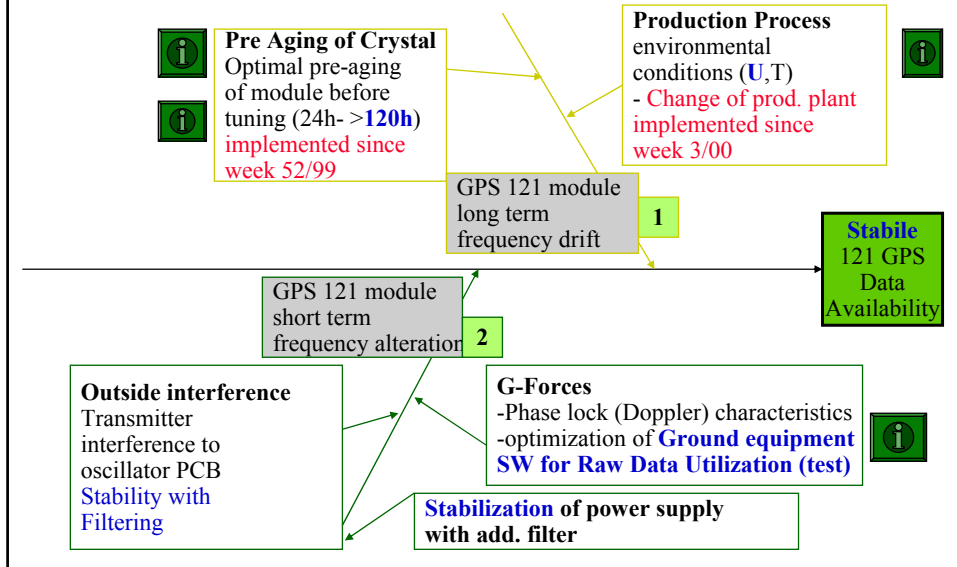 Pre Aging of Crystal
Optimal pre-aging
of module before
tuning (24h- >120h)
implemented since
week 52/99
Production Process
environmental
conditions (U,T)
- Change of prod. plant
implemented since
week 3/00
GPS 121 module
long term
frequency drift
1
Stabile
121 GPS
Data
Availability
GPS 121 module
short term
frequency alteration
2
Outside interference
Transmitter
interference to
oscillator PCB
Stability with
Filtering
G-Forces
-Phase lock (Doppler) characteristics
-optimization of Ground equipment
SW for Raw Data Utilization (test)
Stabilization of power supply
with add. filter